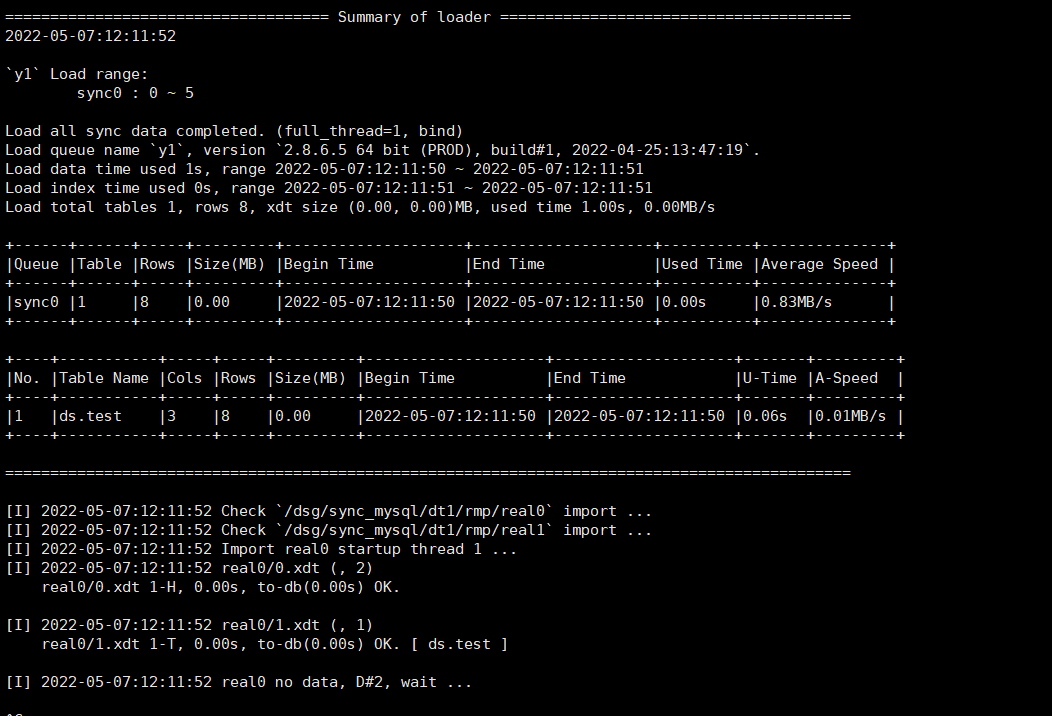 ==================================== Summary of loader =======================================
2022-05-07:12:11:52
`y1` Load range:
        sync0 : 0 ~ 5
Load all sync data completed. (full_thread=1, bind)
Load queue name `y1`, version `2.8.6.5 64 bit (PROD), build#1, 2022-04-25:13:47:19`.
Load data time used 1s, range 2022-05-07:12:11:50 ~ 2022-05-07:12:11:51
Load index time used 0s, range 2022-05-07:12:11:51 ~ 2022-05-07:12:11:51
Load total tables 1, rows 8, xdt size (0.00, 0.00)MB, used time 1.00s, 0.00MB/s
+------+------+-----+---------+--------------------+--------------------+----------+--------------+
|Queue |Table |Rows |Size(MB) |Begin Time          |End Time            |Used Time |Average Speed |
+------+------+-----+---------+--------------------+--------------------+----------+--------------+
|sync0 |1     |8    |0.00     |2022-05-07:12:11:50 |2022-05-07:12:11:50 |0.00s     |0.83MB/s      |
+------+------+-----+---------+--------------------+--------------------+----------+--------------+
+----+-----------+-----+-----+---------+--------------------+--------------------+-------+---------+
|No. |Table Name |Cols |Rows |Size(MB) |Begin Time          |End Time            |U-Time |A-Speed  |
+----+-----------+-----+-----+---------+--------------------+--------------------+-------+---------+
|1   |ds.test    |3    |8    |0.00     |2022-05-07:12:11:50 |2022-05-07:12:11:50 |0.06s  |0.01MB/s |
+----+-----------+-----+-----+---------+--------------------+--------------------+-------+---------+
==============================================================================================
[I] 2022-05-07:12:11:52 Check `/dsg/sync_mysql/dt1/rmp/real0` import ...
[I] 2022-05-07:12:11:52 Check `/dsg/sync_mysql/dt1/rmp/real1` import ...
[I] 2022-05-07:12:11:52 Import real0 startup thread 1 ...
[I] 2022-05-07:12:11:52 real0/0.xdt (, 2)
    real0/0.xdt 1-H, 0.00s, to-db(0.00s) OK.
[I] 2022-05-07:12:11:52 real0/1.xdt (, 1)
    real0/1.xdt 1-T, 0.00s, to-db(0.00s) OK. [ ds.test ]
[I] 2022-05-07:12:11:52 real0 no data, D#2, wait ...